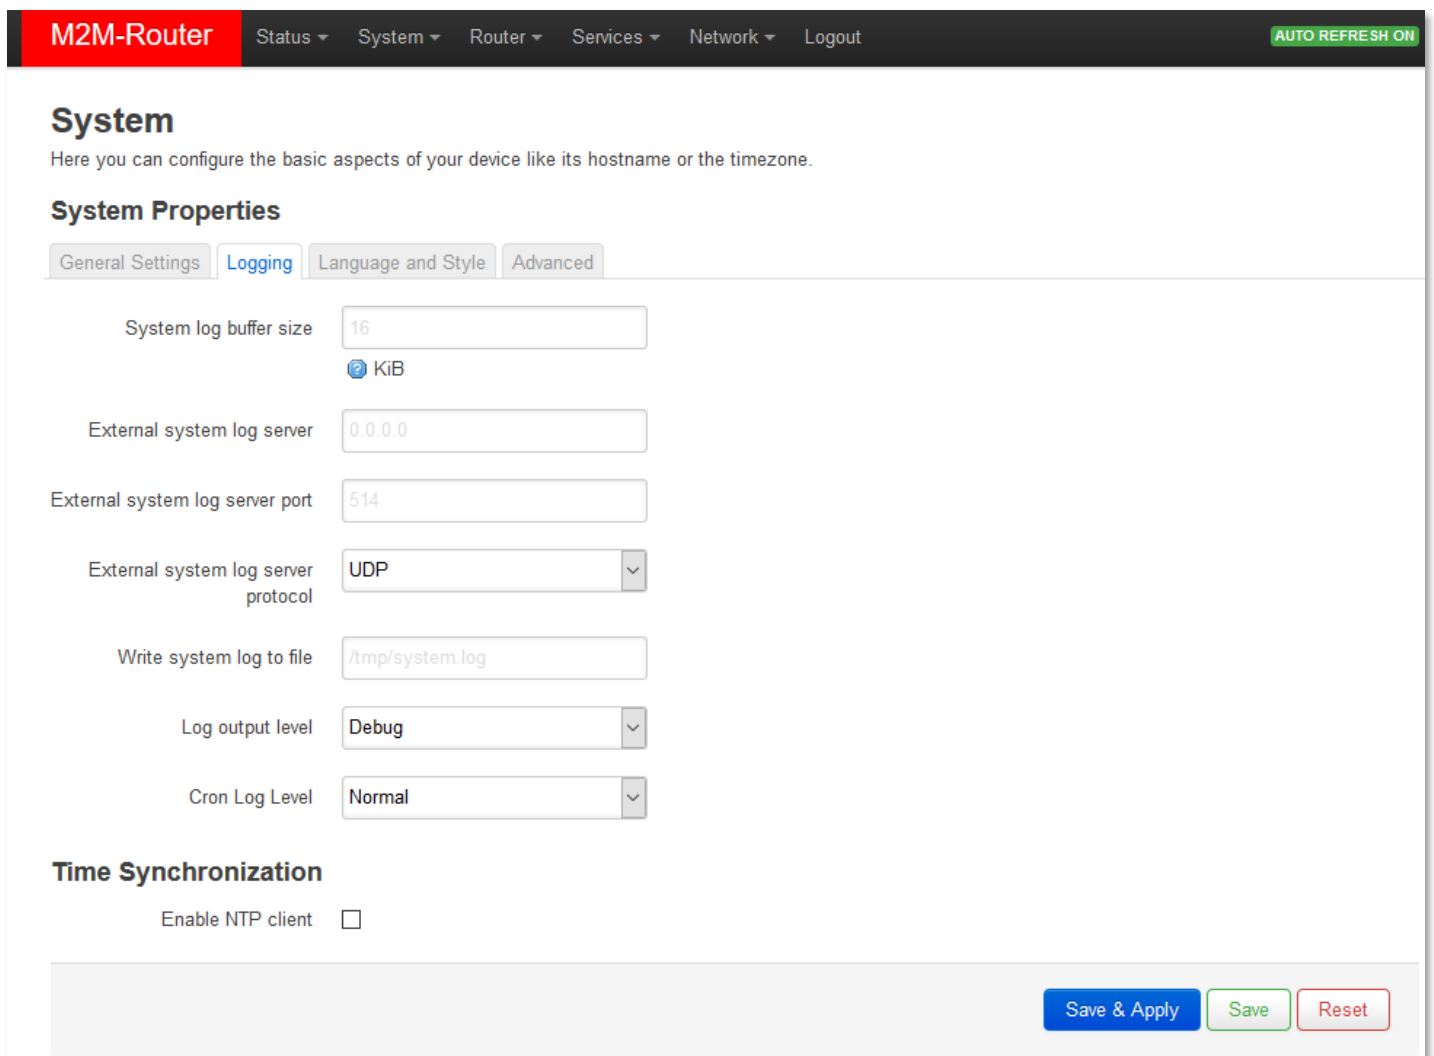 M2M-Router Status System Router Services Network Logout AUTO REFRESH ON
System
Here you can configure the basic aspects of your device like its hostname or the timezone.
System Properties
General Settings Logging Language and Style Advanced
System log buffer size 16
KiB
External system log server 0.0.0.0
External system log server port 514
External system log server UDP
protocol
Write system log to file /tmp/system.log
Log output level Debug
Cron Log Level Normal
Time Synchronization
Enable NTP client
Save & Apply Save Reset